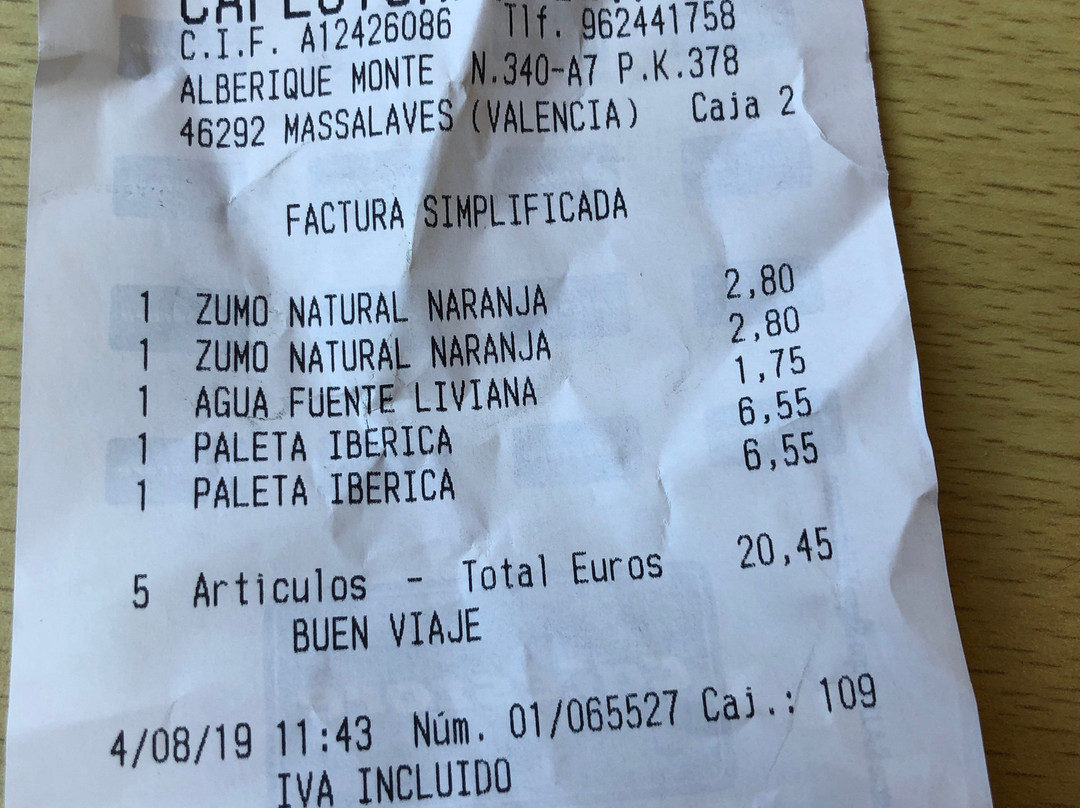 C.I.F. A12426086 Tlf. 962441758
ALBERIQUE MONTE N.340-A7 P.K.378
46292 MASSALAVES (VALENCIA) Caja 2
FACTURA SIMPLIFICADA
1 ZUMO NATURAL NARANJA 2,80
1 ZUMO NATURAL NARANJA 2,80
1 AGUA FUENTE LIVIANA 1,75
1 PALETA IBERICA 6,55
1 PALETA IBERICA 6,55
5 Articulos - Total Euros 20,45
BUEN VIAJE
4/08/19 11:43 Núm. 01/065527 Caj.: 109
IVA INCLUIDO